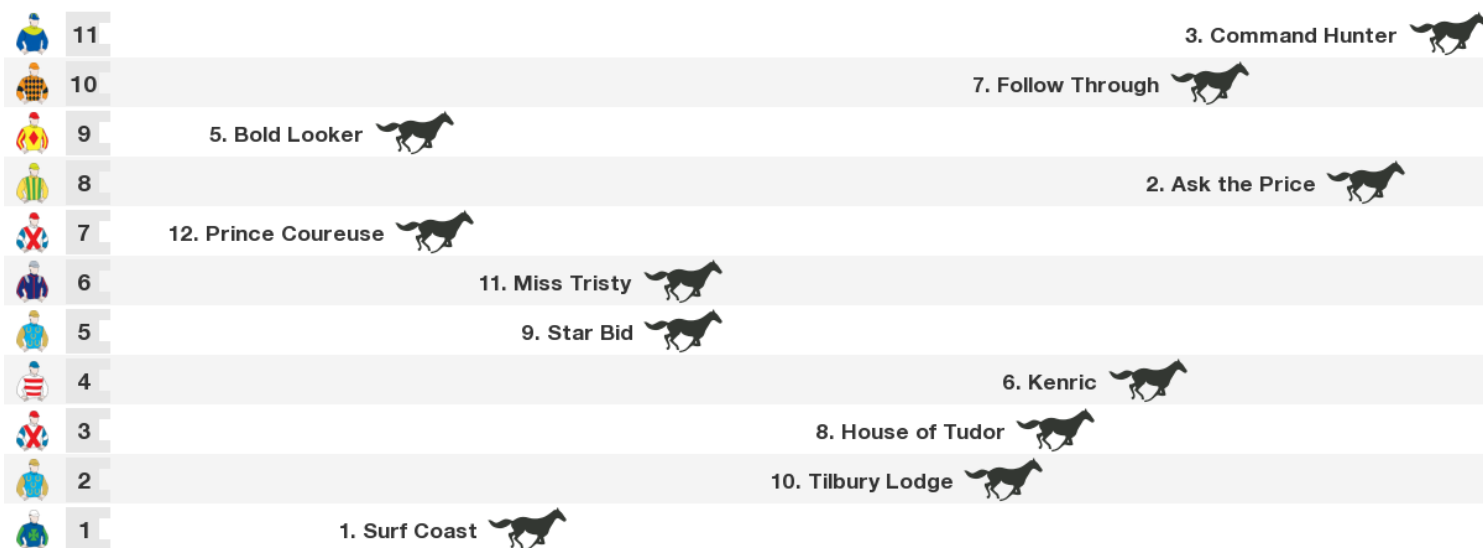 11 3. Command Hunter
10 7. Follow Through
9 5. Bold Looker
8 2. Ask the Price
7 12. Prince Coureuse
6 11. Miss Tristy
5 9. Star Bid
4 6. Kenric
3 8. House of Tudor
2 10. Tilbury Lodge
1 1. Surf Coast